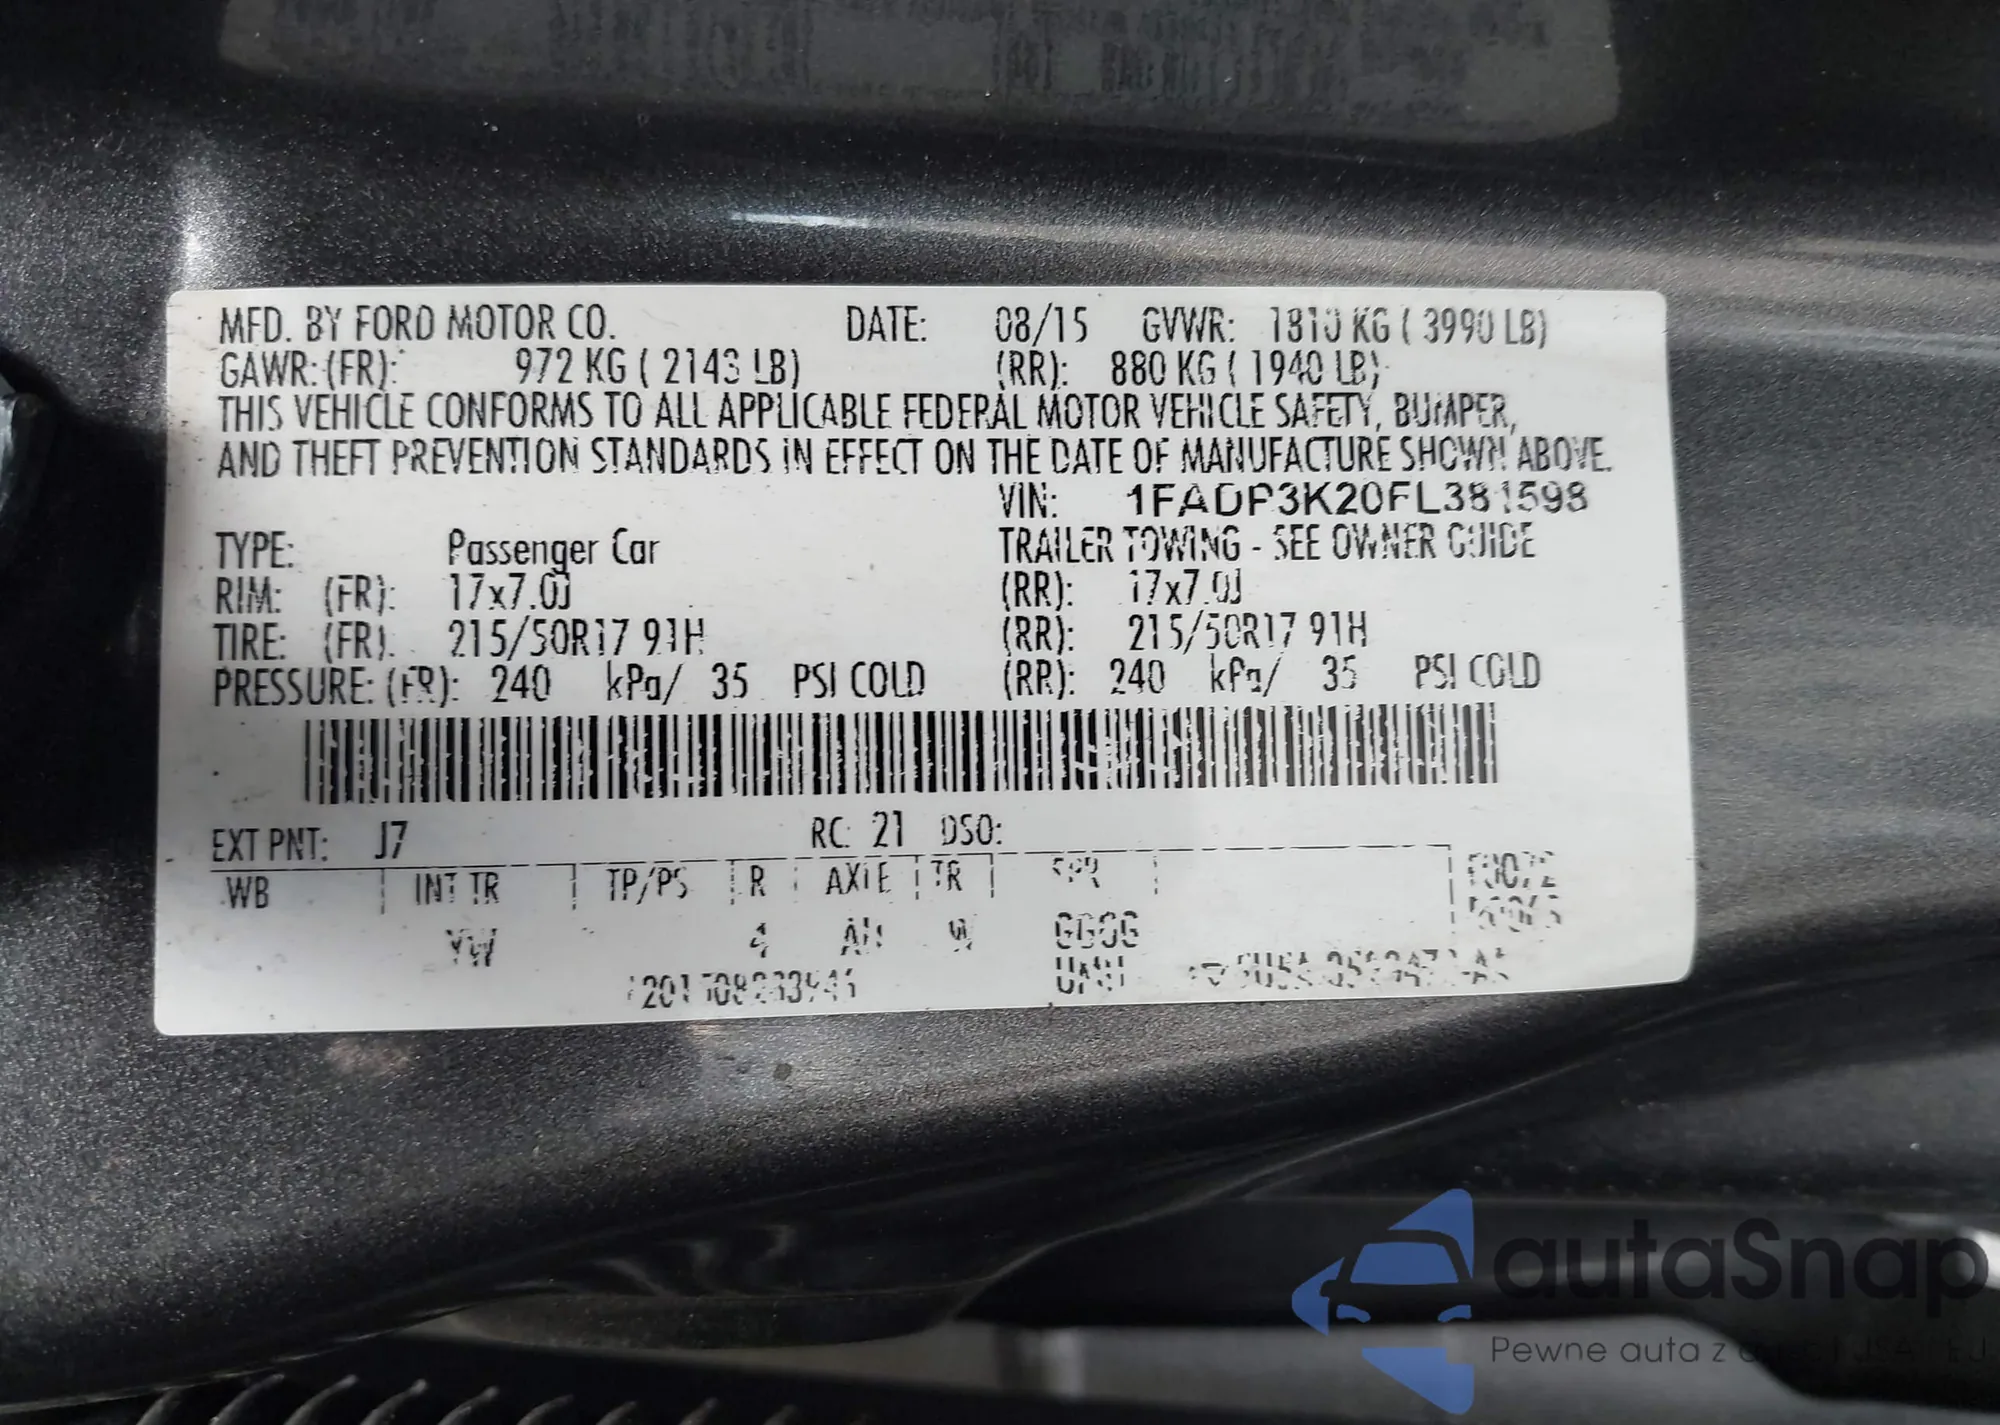 MFD. BY FORD MOTOR CO. DATE: 08/15 GVWR: 1810 KG ( 3990 LB)
GAWR: (FR): 972 KG ( 2143 LB) (RR): 880 KG ( 1940 LB)
THIS VEHICLE CONFORMS TO ALL APPLICABLE FEDERAL MOTOR VEHICLE SAFETY, BUMPER,
AND THEFT PREVENTION STANDARDS IN EFFECT ON THE DATE OF MANUFACTURE SHOWN ABOVE.
VIN: 1FADP3K20FL381598
TYPE: Passenger Car TRAILER TOWING - SEE OWNER GUIDE
RIM: (FR): 17x7.0J (RR): 17x7.0J
TIRE: (FR): 215/50R17 91H (RR): 215/50R17 91H
PRESSURE: (FR): 240 kPa/ 35 PSI COLD (RR): 240 kPa/ 35 PSI COLD
EXT PNT: J7 RC: 21 DSO:
WB INT TR TP/PS R AXLE TR SPR
YW 4 W GGGG
autaSnap
Pewne auta z